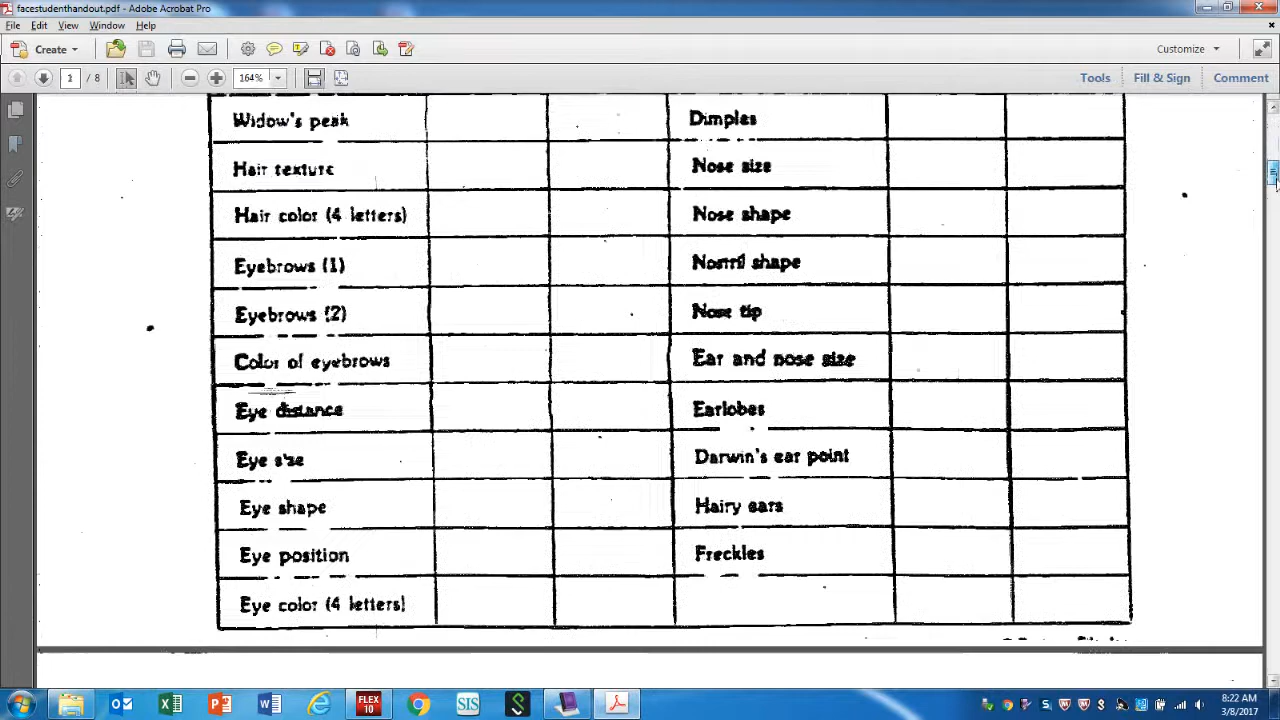 facestudenthandout.pdf - Adobe Acrobat Pro
File Edit View Window Help
Create Customize
1 / 8 164% Tools Fill & Sign Comment
Widow's peak Dimples
Hair texture Nose size
Hair color (4 letters) Nose shape
Eyebrows (1) Nostril shape
Eyebrows (2) Nose tip
Color of eyebrows Ear and nose size
Eye distance Earlobes
Eye size Darwin's ear point
Eye shape Hairy ears
Eye position Freckles
Eye color (4 letters)
FLEX 10 SIS
8:22 AM
3/8/2017